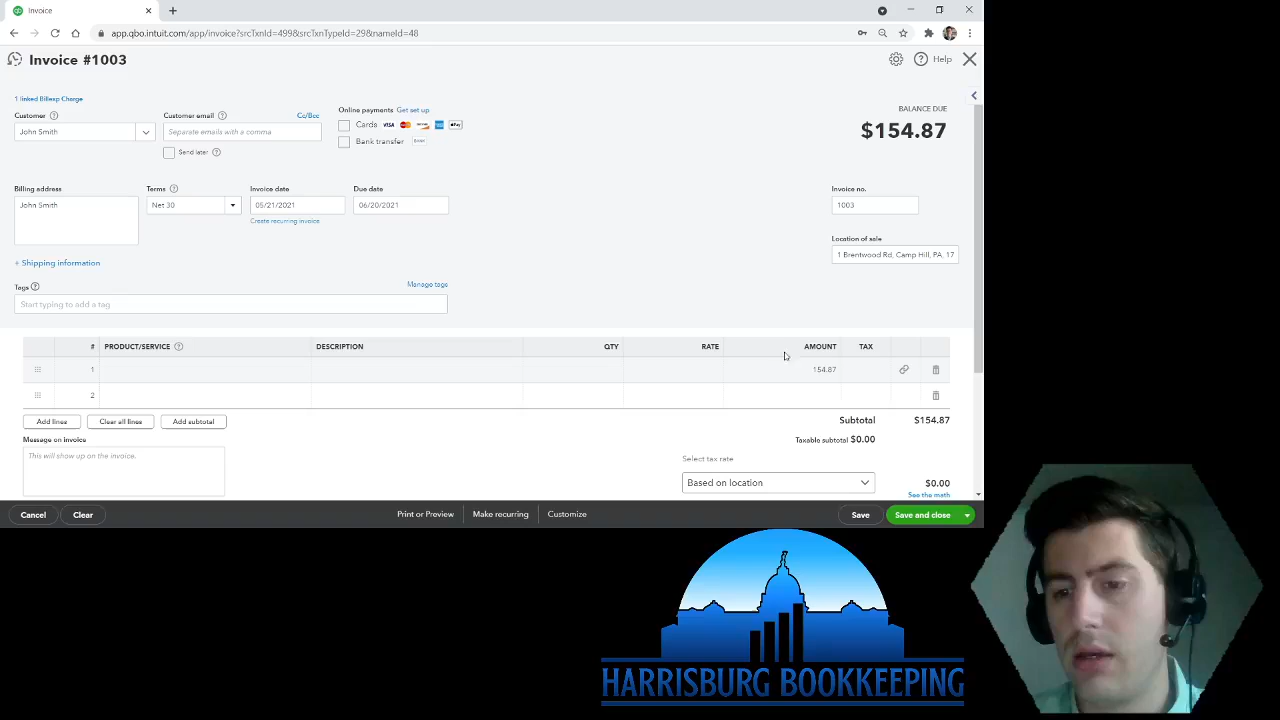 Invoice
app.qbo.intuit.com/app/invoice?srcTxnId=499&srcTxnTypeId=29&nameId=48
Invoice #1003
Help
1 linked Billexp Charge
Customer
John Smith
Customer email
Cc/Bcc
Separate emails with a comma
Send later
Online payments Get set up
Cards
VISA
Bank transfer
BALANCE DUE
$154.87
Billing address
John Smith
Terms
Net 30
Invoice date
05/21/2021
Create recurring invoice
Due date
06/20/2021
Invoice no.
1003
Location of sale
1 Brentwood Rd, Camp Hill, PA, 17
+ Shipping information
Tags
Manage tags
Start typing to add a tag
# PRODUCT/SERVICE DESCRIPTION QTY RATE AMOUNT TAX
1 154.87
2
Add lines
Clear all lines
Add subtotal
Subtotal $154.87
Taxable subtotal $0.00
Message on invoice
This will show up on the invoice.
Select tax rate
Based on location
$0.00
See the math
Cancel
Clear
Print or Preview
Make recurring
Customize
Save
Save and close
HARRISBURG BOOKKEEPING